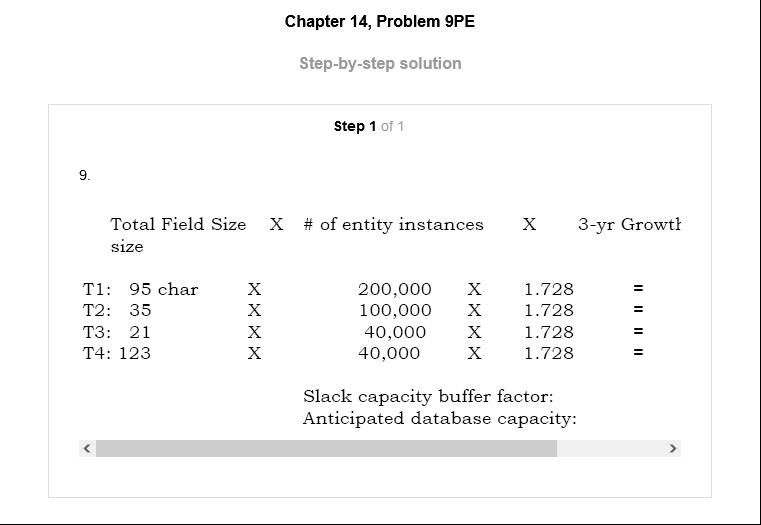 Chapter 14, Problem 9PE
Step-by-step solution
Step 1 of 1
9.
Total Field Size X # of entity instances X 3-yr Growth
size
T1: 95 char X 200,000 X 1.728 =
T2: 35 X 100,000 X 1.728 =
T3: 21 X 40,000 X 1.728 =
T4: 123 X 40,000 X 1.728 =
Slack capacity buffer factor:
Anticipated database capacity: